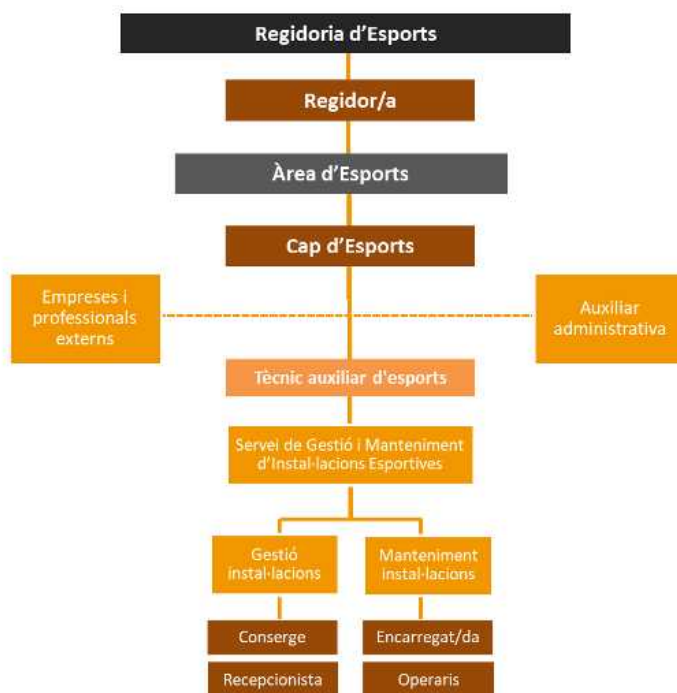 Regidoria d'Esports
Regidor/a
Àrea d'Esports
Cap d'Esports
Empreses i
professionals
externs
Auxiliar
administrativa
Tècnic auxiliar d'esports
Servei de Gestió i Manteniment
d'Instal·lacions Esportives
Gestió
instal·lacions
Manteniment
instal·lacions
Conserge
Encarregat/da
Recepcionista
Operaris